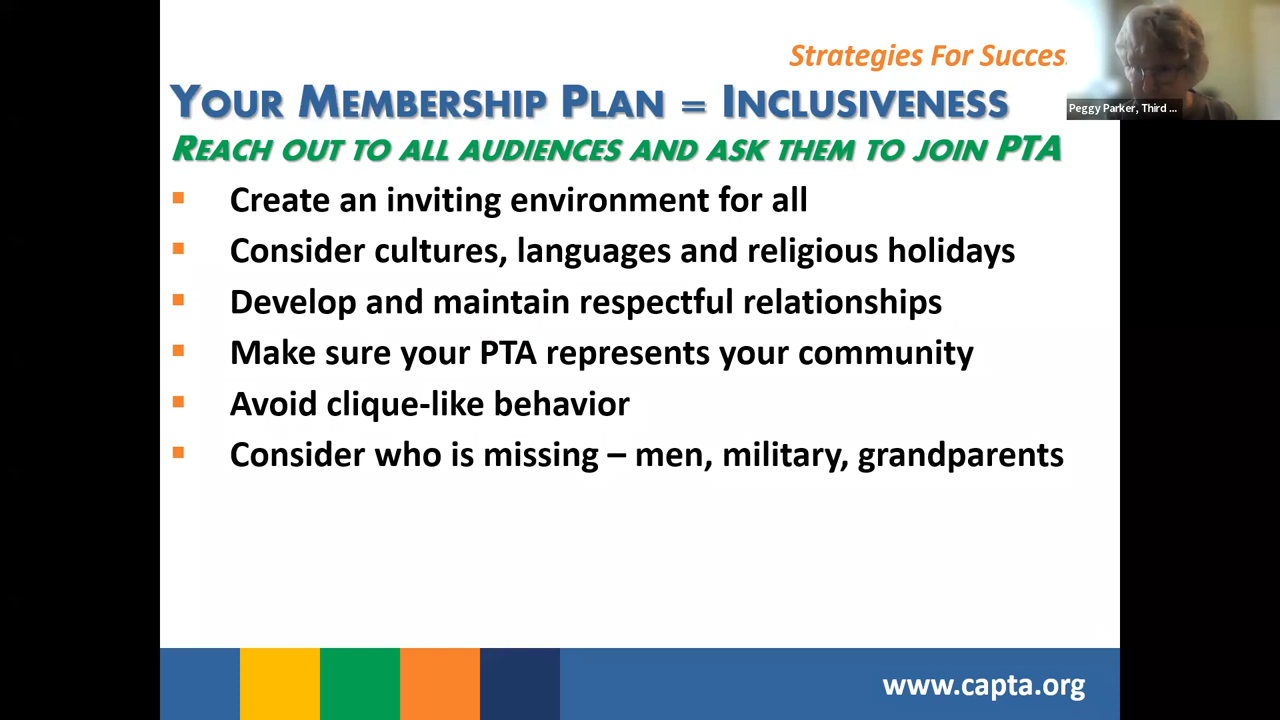 Strategies For Succes
YOUR MEMBERSHIP PLAN = INCLUSIVENESS
REACH OUT TO ALL AUDIENCES AND ASK THEM TO JOIN PTA
Create an inviting environment for all
Consider cultures, languages and religious holidays
Develop and maintain respectful relationships
Make sure your PTA represents your community
Avoid clique-like behavior
Consider who is missing – men, military, grandparents
www.capta.org
Peggy Parker, Third ...